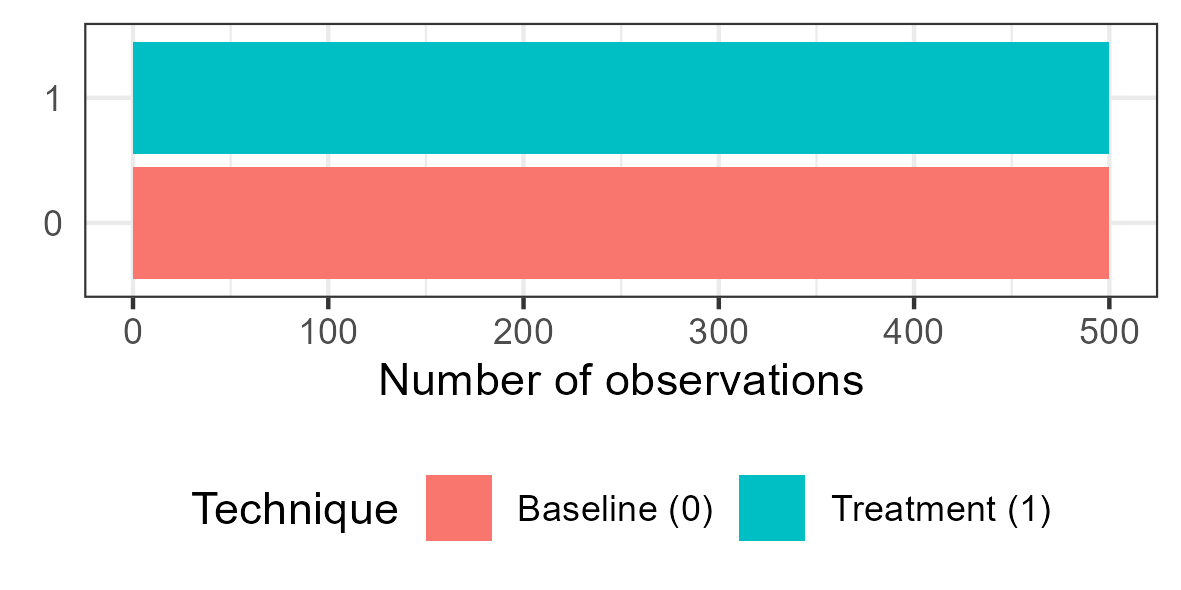 1
0
0 100 200 300 400 500
Number of observations
Technique Baseline (0) Treatment (1)